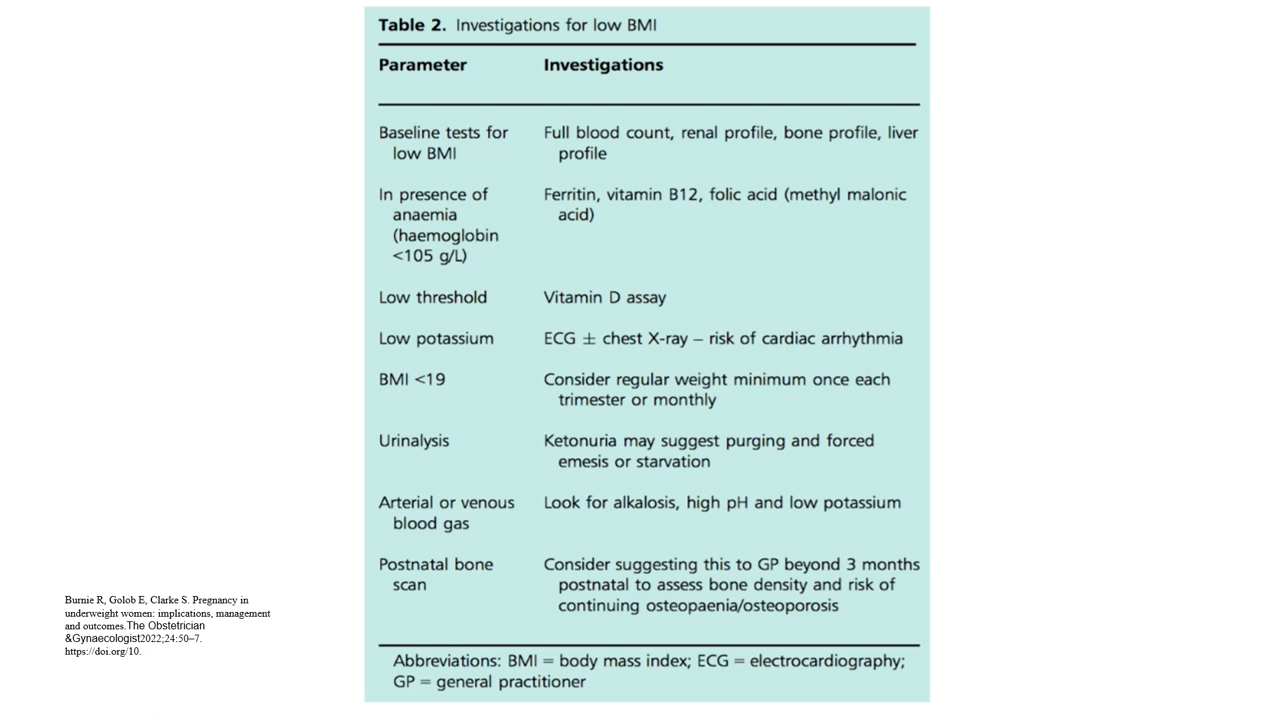 Table 2. Investigations for low BMI
Parameter Investigations
Baseline tests for low BMI Full blood count, renal profile, bone profile, liver
profile
In presence of Ferritin, vitamin B12, folic acid (methyl malonic
anaemia acid)
(haemoglobin
<105 g/L)
Low threshold Vitamin D assay
Low potassium ECG ± chest X-ray – risk of cardiac arrhythmia
BMI <19 Consider regular weight minimum once each
trimester or monthly
Urinalysis Ketonuria may suggest purging and forced
emesis or starvation
Arterial or venous Look for alkalosis, high pH and low potassium
blood gas
Postnatal bone Consider suggesting this to GP beyond 3 months
scan postnatal to assess bone density and risk of
continuing osteopaenia/osteoporosis
Abbreviations: BMI = body mass index; ECG = electrocardiography;
GP = general practitioner
Burnie R, Golob E, Clarke S. Pregnancy in
underweight women: implications, management
and outcomes.The Obstetrician
&Gynaecologist2022;24:50–7.
https://doi.org/10.